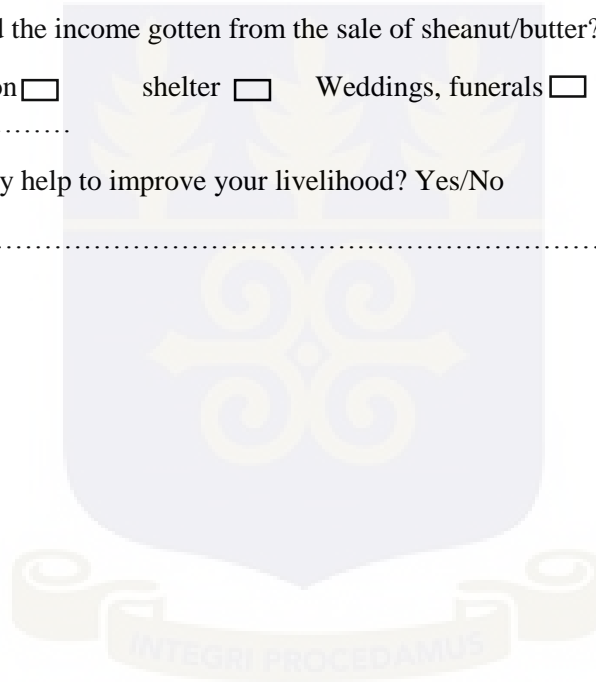 the income gotten from the sale of sheanut/butter?
shelter Weddings, funerals
…….
help to improve your livelihood? Yes/No
………………………………………………………………
INTEGRI PROCEDAMUS